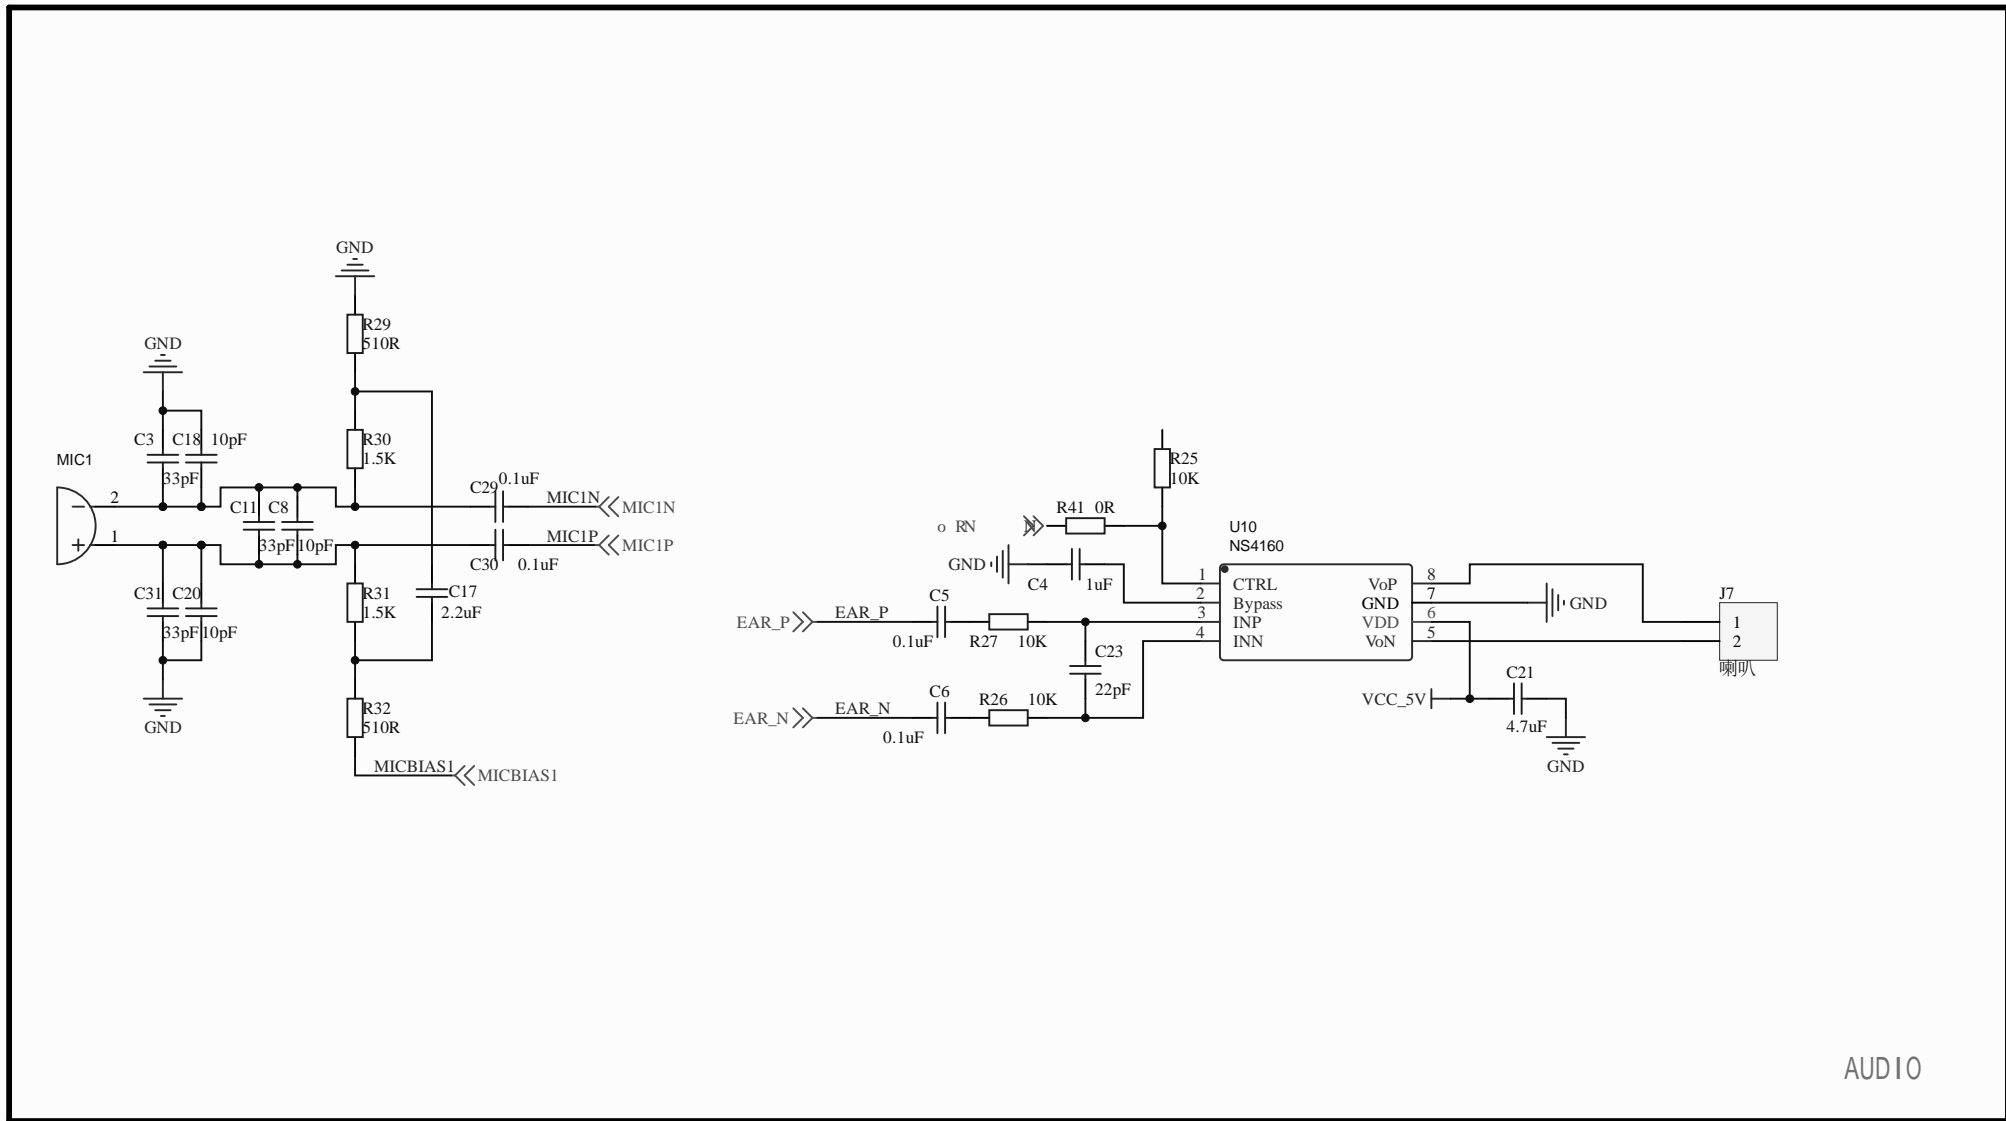 GND
R29
510R
GND
R30
1.5K
C3 C18 10pF
33pF
MIC1
2
1
C11 C8
33pF 10pF
C29 0.1uF
MIC1N MIC1N
MIC1P MIC1P
C30 0.1uF
C31 C20
33pF 10pF
GND
R31
1.5K
C17
2.2uF
R32
510R
MICBIAS1 MICBIAS1
R25
10K
R41 0R
GND
C4 1uF
EAR_P EAR_P
C5
0.1uF
R27 10K
C23
22pF
EAR_N EAR_N
C6
0.1uF
R26 10K
U10
NS4160
1 CTRL VoP 8
2 Bypass GND 7
3 INP VDD 6
4 INN VoN 5
GND
J7
1
2
喇叭
VCC_5V
C21
4.7uF
GND
AUDIO